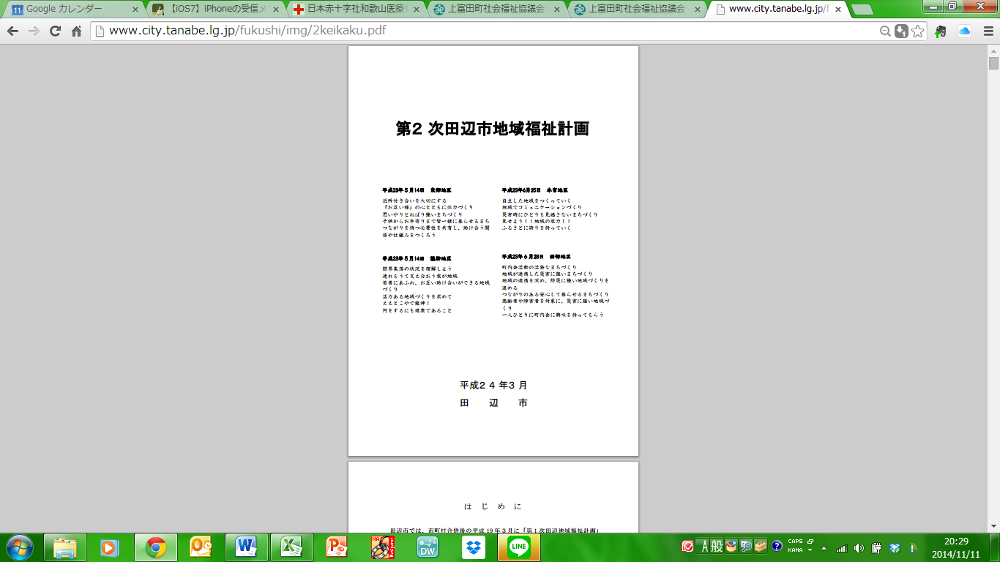 Google カレンダー
【iOS7】iPhoneの受信メ
日本赤十字社和歌山医療
上富田町社会福祉協議会
上富田町社会福祉協議会
www.city.tanabe.lg.jp/f
www.city.tanabe.lg.jp/fukushi/img/2keikaku.pdf
第2 次田辺市地域福祉計画
平成23年5月14日 東部地区
近所付き合いを大切にする
『お互い様』の心とともに体力づくり
思いやりとねばり強いまちづくり
子供からお年寄りまで皆一緒に暮らせるまち
つながりを持つ必要性を共有し、助け合う関
係や仕組みをつくろう
平成23年6月25日 本宮地区
自立した地域をつくっていく
地域でコミュニケーションづくり
災害時にひとりも見逃さないまちづくり
見せよう!!地域の底力!!
ふるさとに誇りを持っていく
平成23年5月14日 龍神地区
限界集落の状況を理解しよう
連れもうて支え合おう我が地域
若者にあふれ、お互い助け合いができる地域
づくり
活力ある地域づくりを求めて
ええとこやで龍神!
何をするにも健康であること
平成23年6月28日 西部地区
町内会活動の活発なまちづくり
地域が連携した災害に強いまちづくり
地域の連携を深め、防災に強い地域づくりを
進める
つながりのある安心して暮らせるまちづくり
高齢者や障害者を対象に、災害に強い地域づ
くり
一人ひとりに町内会に興味を持ってもらう
平成24年3月
田 辺 市
は じ め に
田辺市では、市町村合併後の平成19年3月に「第1次田辺地域福祉計画」
LINE
A 般
CAPS
KANA
20:29
2014/11/11